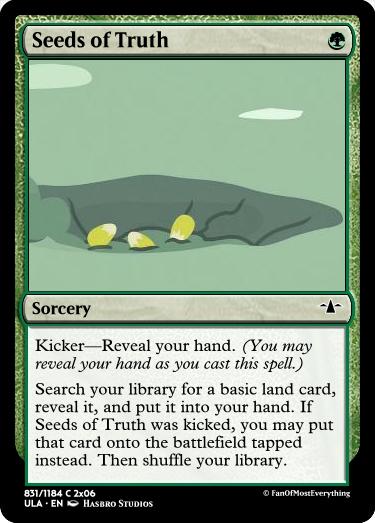 Seeds of Truth
Sorcery
Kicker—Reveal your hand. (You may
reveal your hand as you cast this spell.)
Search your library for a basic land card,
reveal it, and put it into your hand. If
Seeds of Truth was kicked, you may put
that card onto the battlefield tapped
instead. Then shuffle your library.
831/1184 C 2x06
ULA · EN Hasbro Studios
© FanOfMostEverything